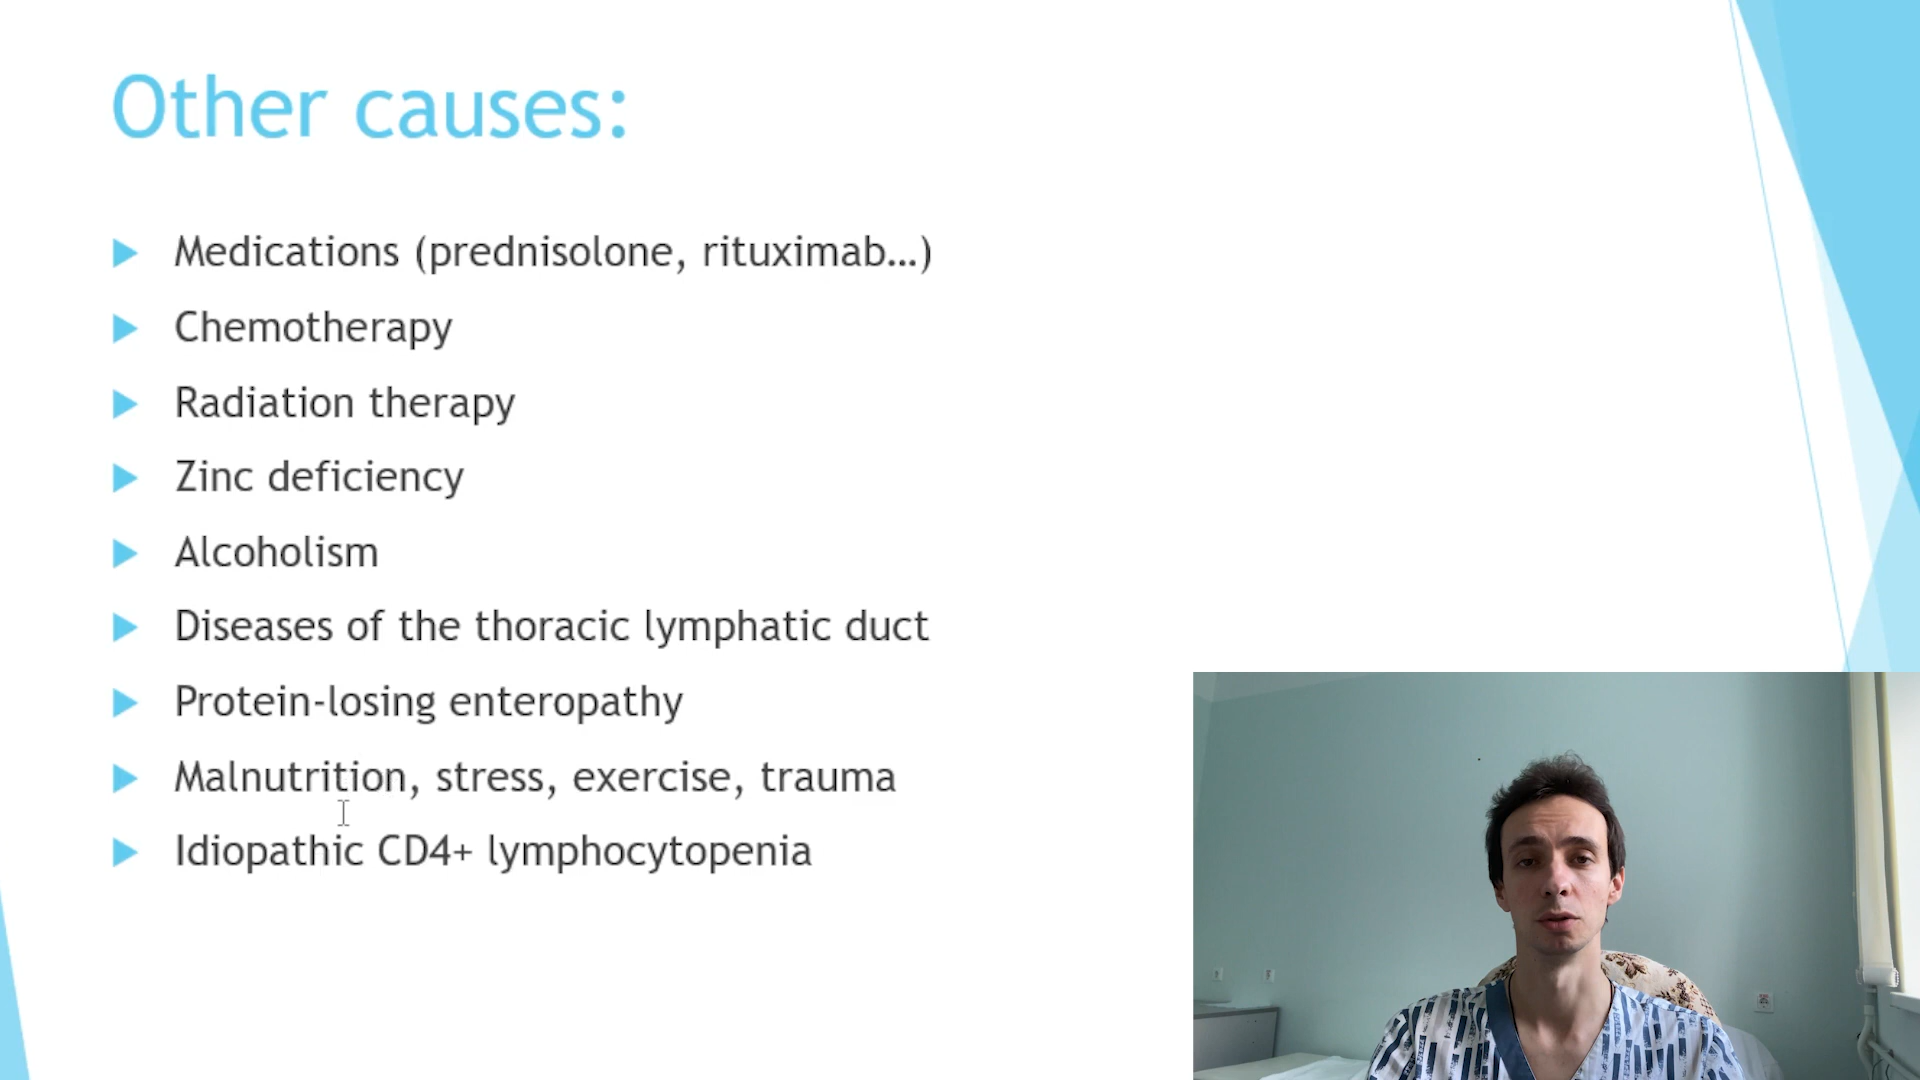 Other causes:
Medications (prednisolone, rituximab...)
Chemotherapy
Radiation therapy
Zinc deficiency
Alcoholism
Diseases of the thoracic lymphatic duct
Protein-losing enteropathy
Malnutrition, stress, exercise, trauma
Idiopathic CD4+ lymphocytopenia